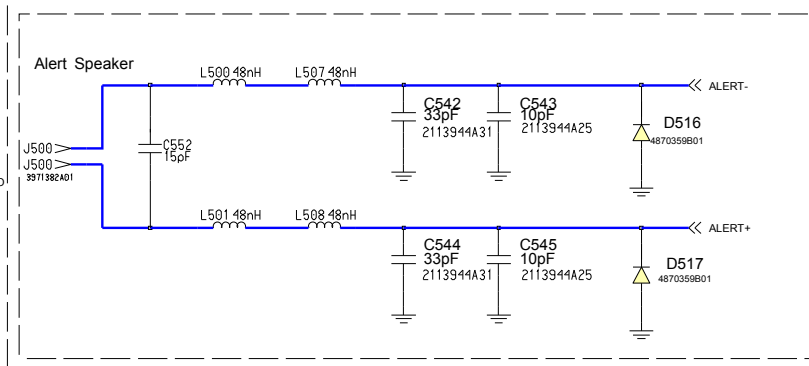 Alert Speaker
L500 48nH
L507 48nH
ALERT-
C542
33pF
2113944A31
C543
10pF
2113944A25
D516
4870359B01
C552
15pF
J500
J500
3971382A01
L501 48nH
L508 48nH
ALERT+
C544
33pF
2113944A31
C545
10pF
2113944A25
D517
4870359B01